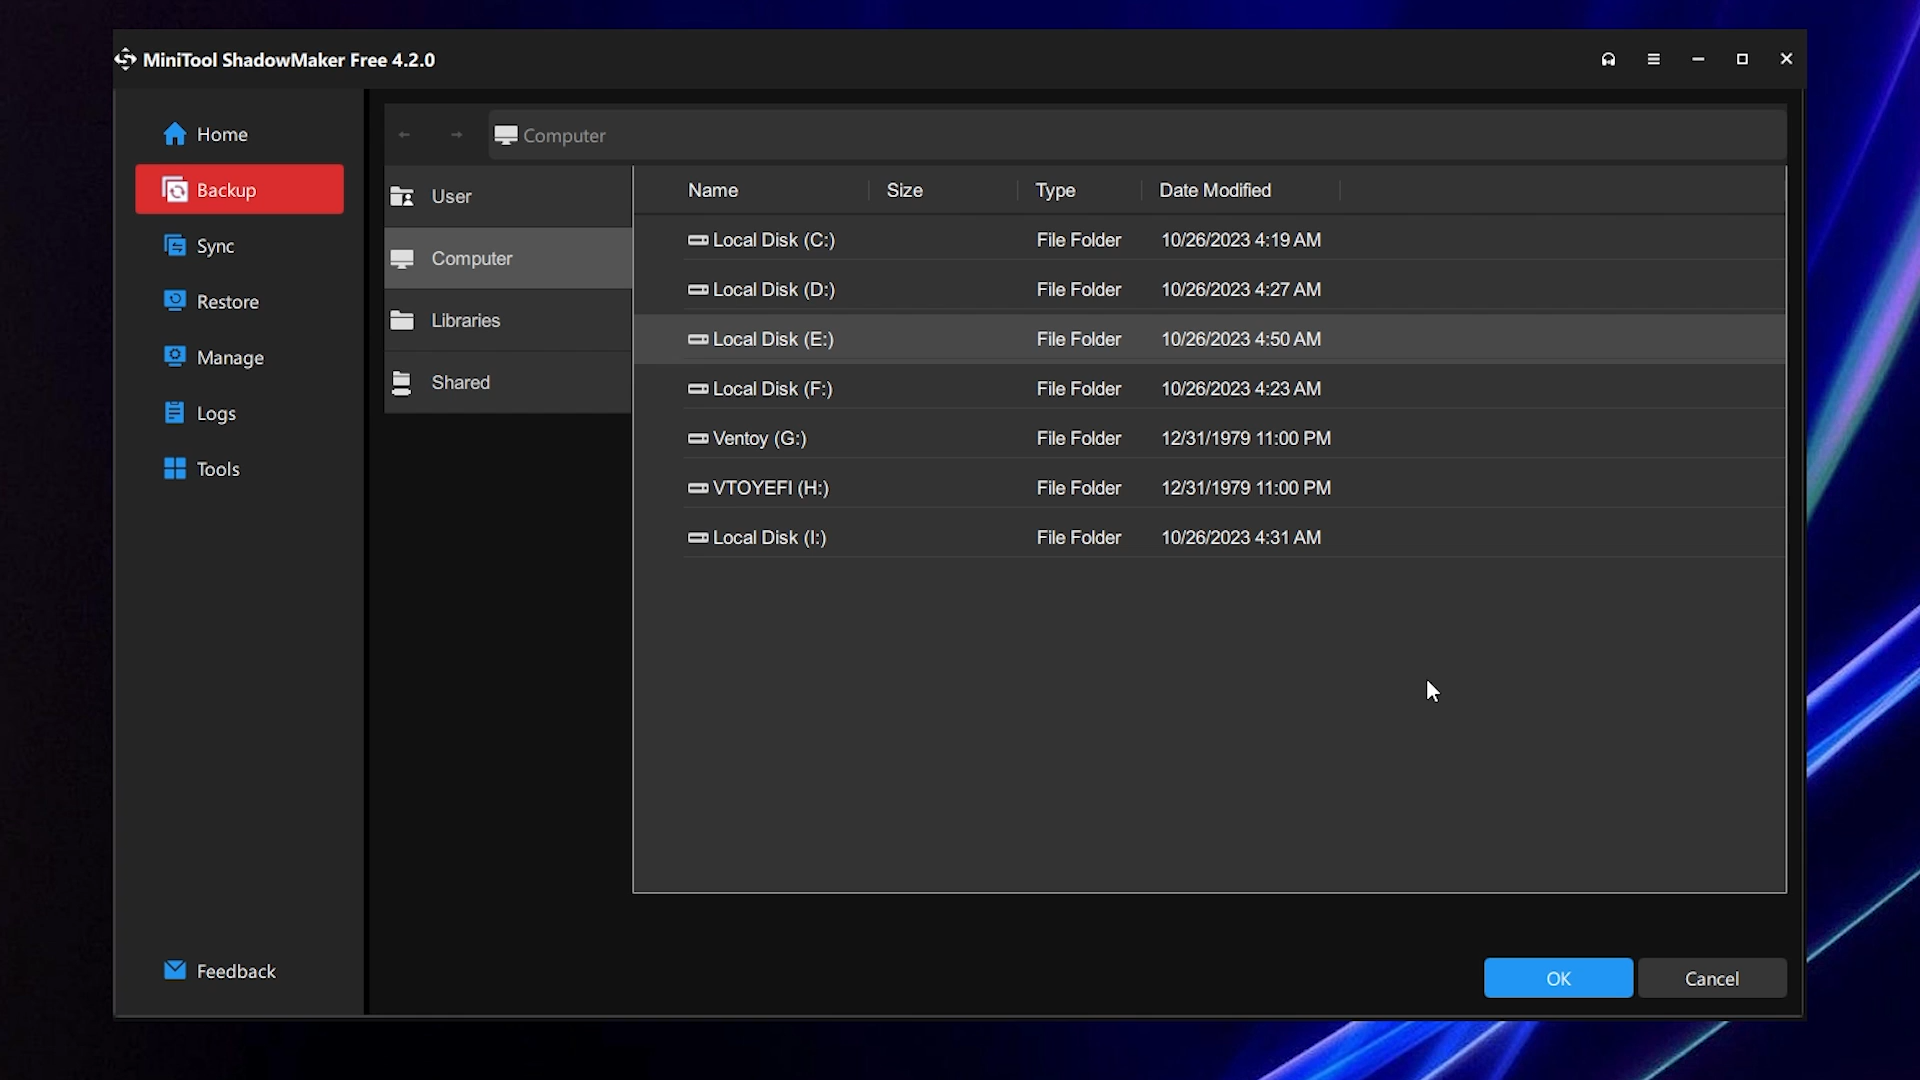 MiniTool ShadowMaker Free 4.2.0
Home
Backup
Sync
Restore
Manage
Logs
Tools
Feedback
Computer
User
Computer
Libraries
Shared
Name Size Type Date Modified
Local Disk (C:) File Folder 10/26/2023 4:19 AM
Local Disk (D:) File Folder 10/26/2023 4:27 AM
Local Disk (E:) File Folder 10/26/2023 4:50 AM
Local Disk (F:) File Folder 10/26/2023 4:23 AM
Ventoy (G:) File Folder 12/31/1979 11:00 PM
VTOYEFI (H:) File Folder 12/31/1979 11:00 PM
Local Disk (I:) File Folder 10/26/2023 4:31 AM
OK Cancel